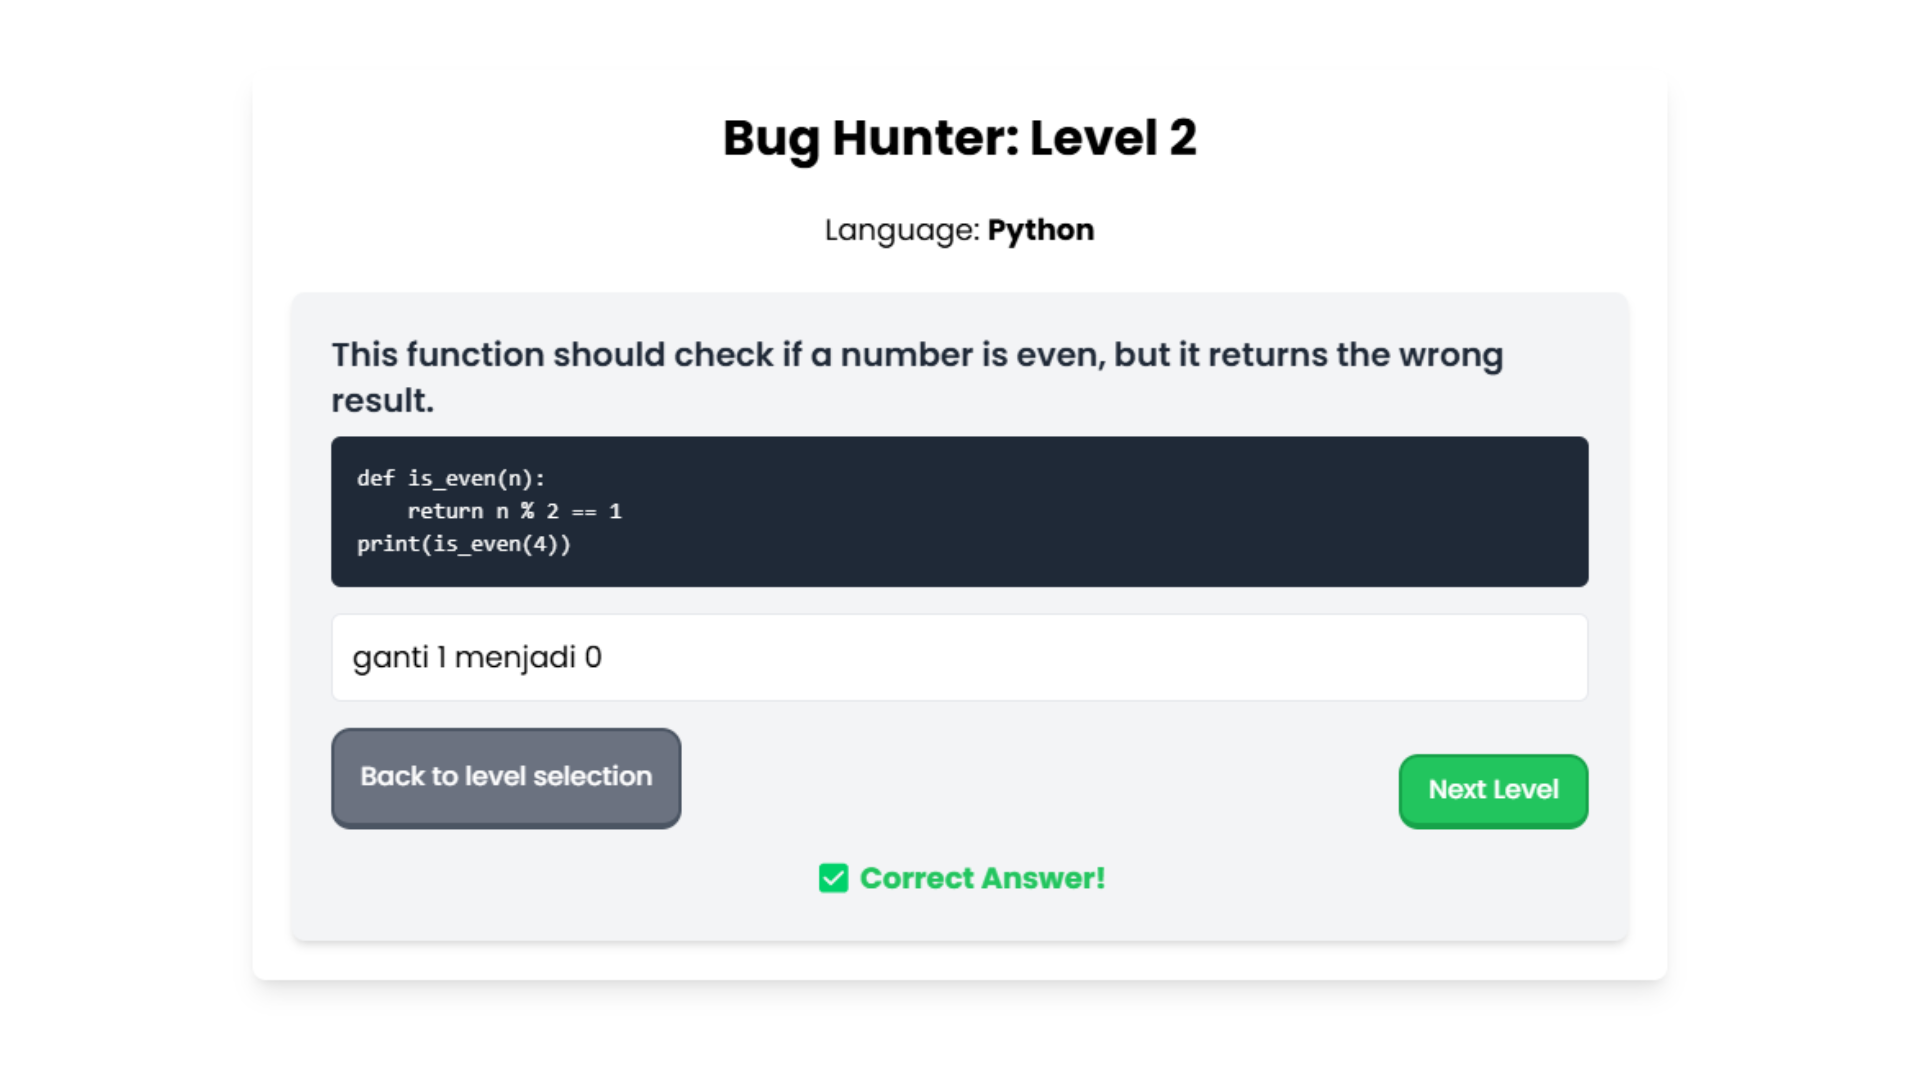 Bug Hunter: Level 2
Language: Python
This function should check if a number is even, but it returns the wrong
result.
def is_even(n):
    return n % 2 == 1
print(is_even(4))
ganti 1 menjadi 0
Back to level selection
Next Level
✅ Correct Answer!